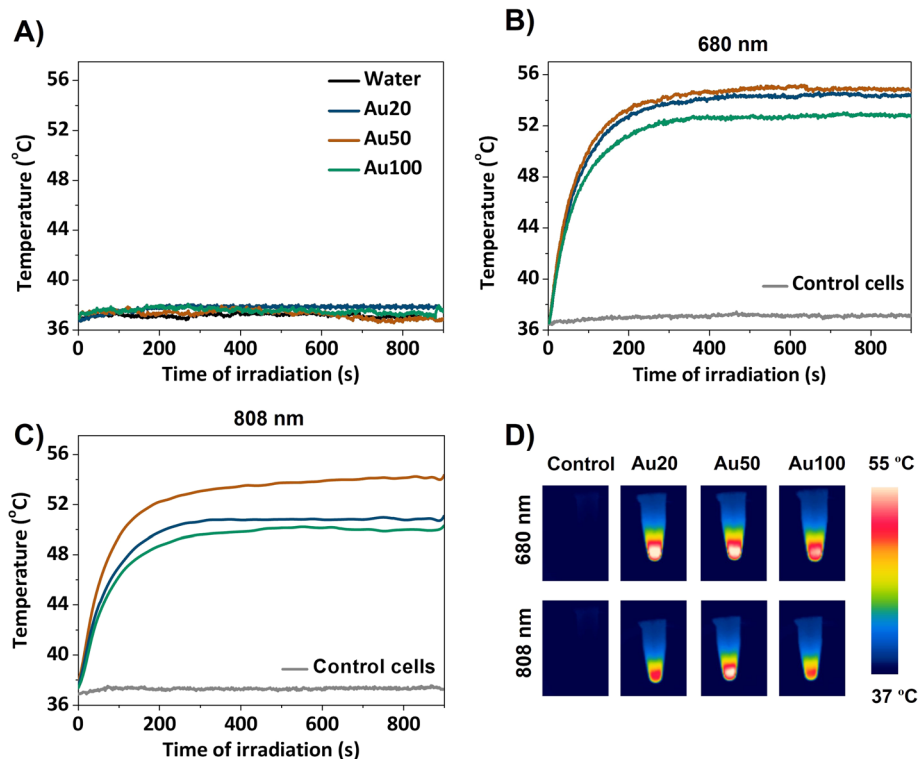 A)
Temperature (°C)
56
52
48
44
40
36
Water
Au20
Au50
Au100
0 200 400 600 800
Time of irradiation (s)
B)
680 nm
Temperature (°C)
56
52
48
44
40
36
Control cells
0 200 400 600 800
Time of irradiation (s)
C)
808 nm
Temperature (°C)
56
52
48
44
40
36
Control cells
0 200 400 600 800
Time of irradiation (s)
D)
Control Au20 Au50 Au100
680 nm
808 nm
55 °C
37 °C